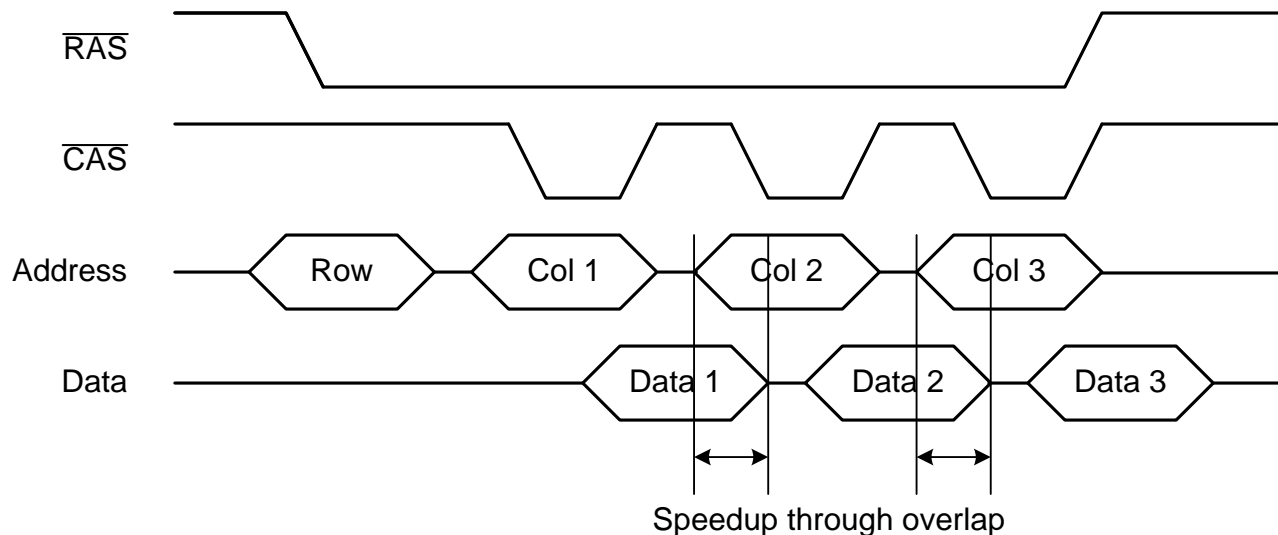 RAS
CAS
Address Row Col 1 Col 2 Col 3
Data Data 1 Data 2 Data 3
Speedup through overlap